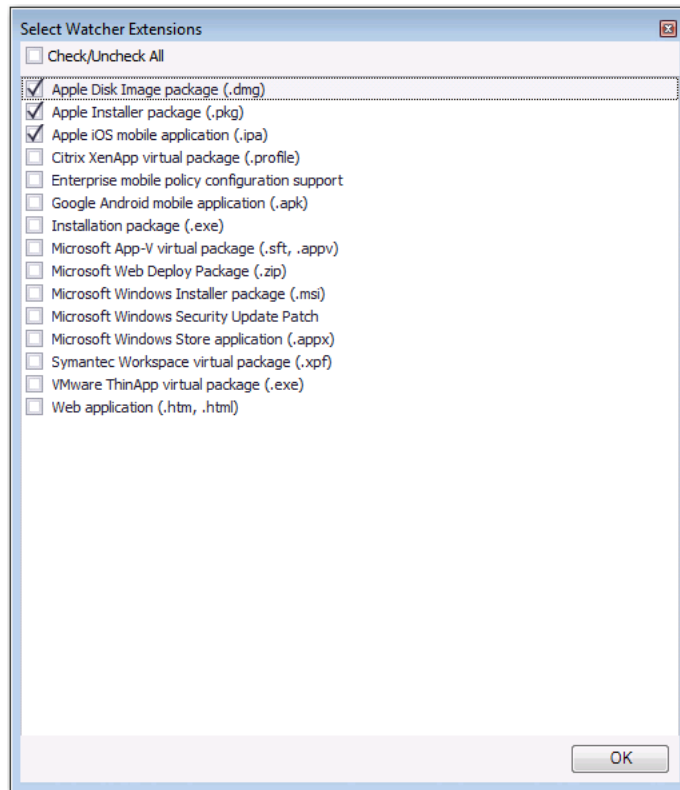 Select Watcher Extensions
Check/Uncheck All
Apple Disk Image package (.dmg)
Apple Installer package (.pkg)
Apple iOS mobile application (.ipa)
Citrix XenApp virtual package (.profile)
Enterprise mobile policy configuration support
Google Android mobile application (.apk)
Installation package (.exe)
Microsoft App-V virtual package (.sft, .appv)
Microsoft Web Deploy Package (.zip)
Microsoft Windows Installer package (.msi)
Microsoft Windows Security Update Patch
Microsoft Windows Store application (.appx)
Symantec Workspace virtual package (.xpf)
VMware ThinApp virtual package (.exe)
Web application (.htm, .html)
OK